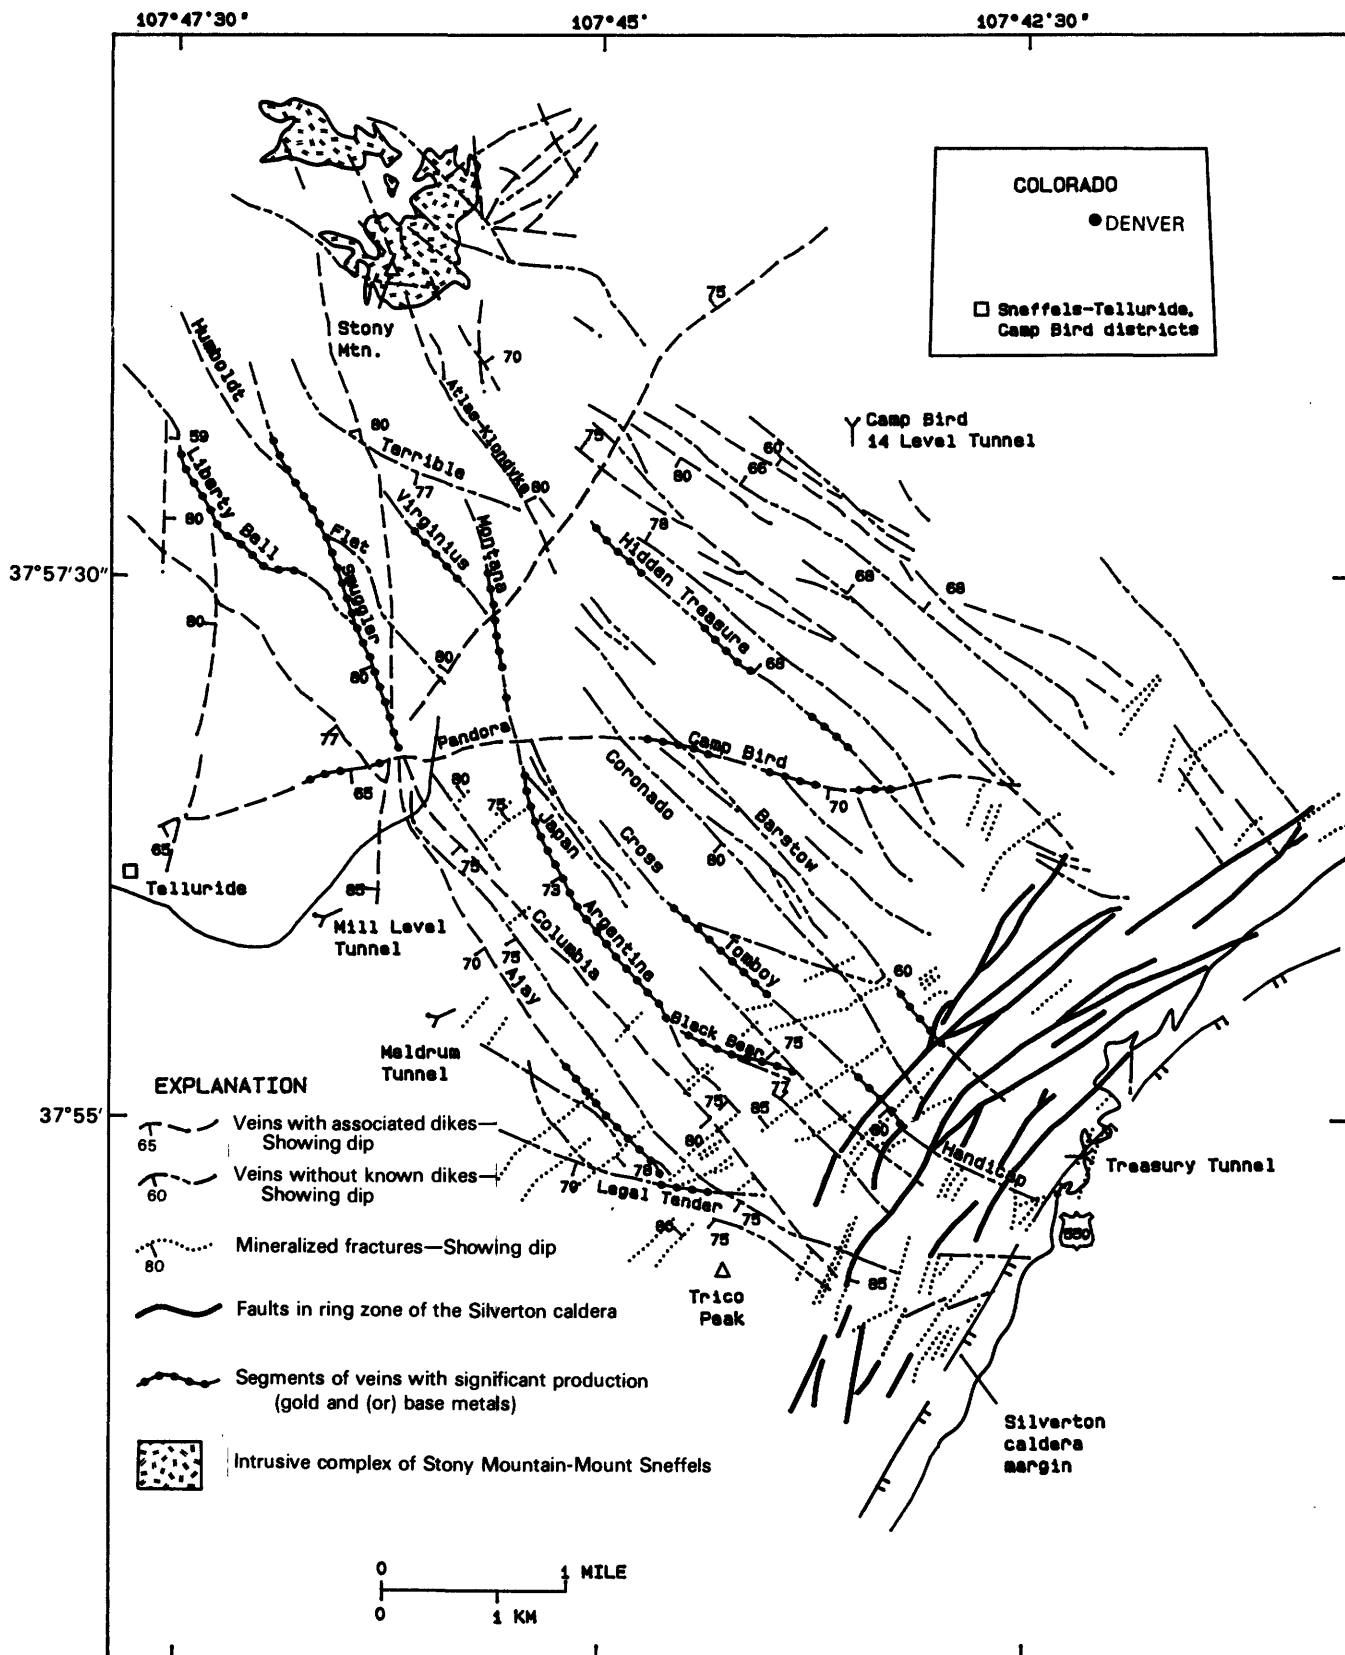 107°47'30"
107°45'
107°42'30"
COLORADO
DENVER
Sneffels-Telluride,
Camp Bird districts
75
Stony
Mtn.
70
Humboldt
Atlas-Klondyke
80
Terrible
77
80
75
60
66
80
Camp Bird
14 Level Tunnel
59
Liberty
Bell
80
Flat
Smuggler
Virginius
Montana
78
Hidden Treasure
68
68
37°57'30"
80
80
80
68
77
Pandora
Camp Bird
65
80
75
70
Coronado
Barstow
Japan
Cross
80
65
Telluride
85
75
73
Mill Level
Tunnel
Argentine
Columbia
75
70
Ajay
Tomboy
60
Black Bear
75
77
Meldrum
Tunnel
75
85
80
80
37°55'
EXPLANATION
65
Veins with associated dikes—
Showing dip
60
Veins without known dikes—
Showing dip
80
Mineralized fractures—Showing dip
Faults in ring zone of the Silverton caldera
Segments of veins with significant production
(gold and (or) base metals)
Intrusive complex of Stony Mountain-Mount Sneffels
78
79
Legal Tender
75
75
Handicap
Treasury Tunnel
550
Trico
Peak
85
Silverton
caldera
margin
0
1 MILE
0
1 KM